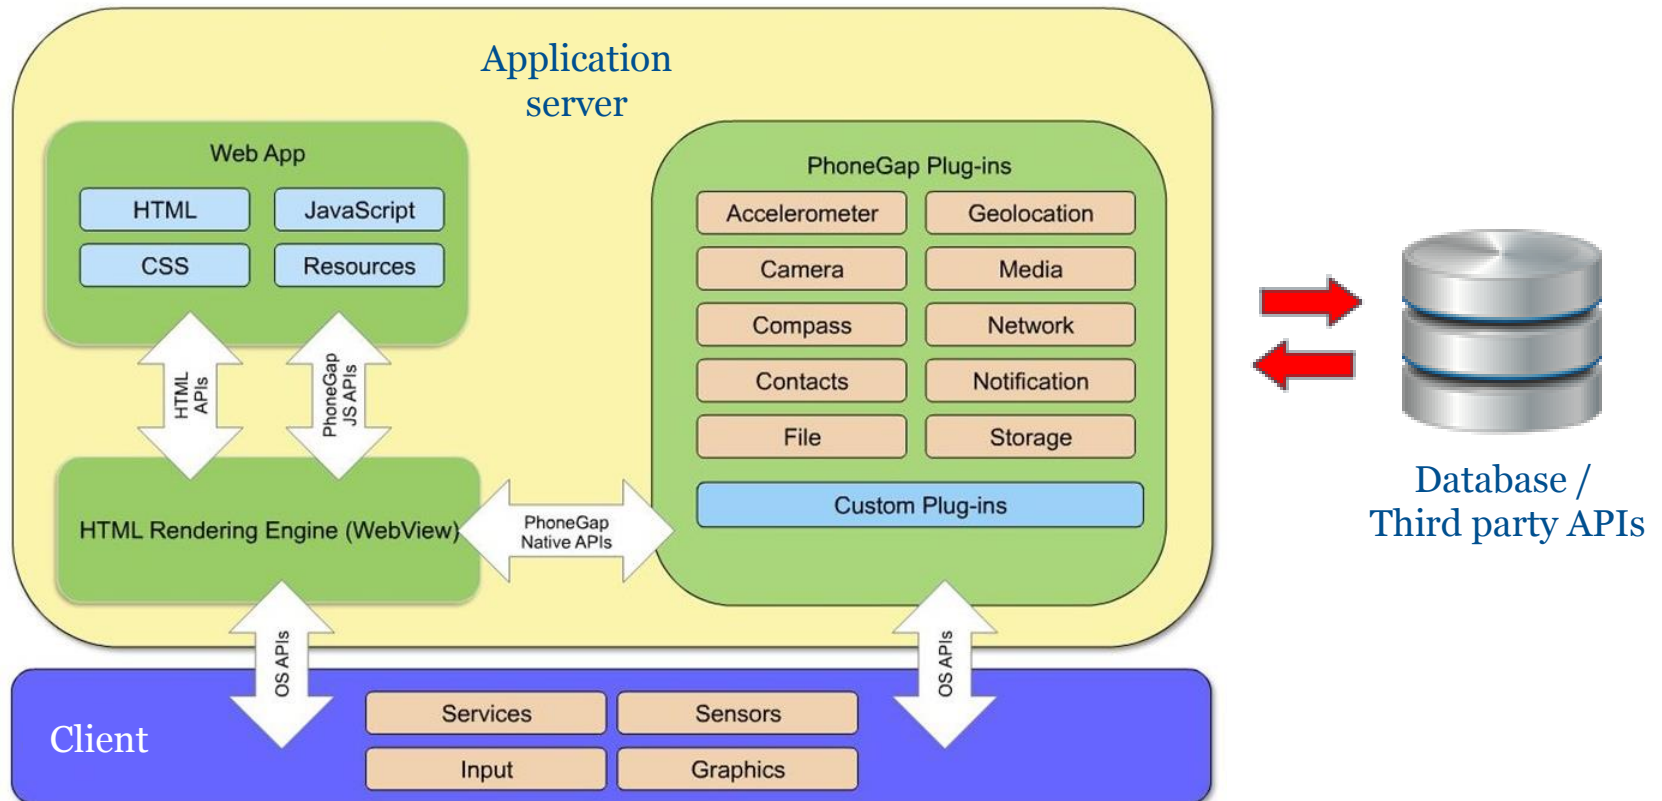 Application
server
Web App
HTML
JavaScript
CSS
Resources
HTML
APIs
PhoneGap
JS APIs
HTML Rendering Engine (WebView)
PhoneGap
Native APIs
PhoneGap Plug-ins
Accelerometer
Geolocation
Camera
Media
Compass
Network
Contacts
Notification
File
Storage
Custom Plug-ins
OS APIs
OS APIs
Client
Services
Sensors
Input
Graphics
Database /
Third party APIs